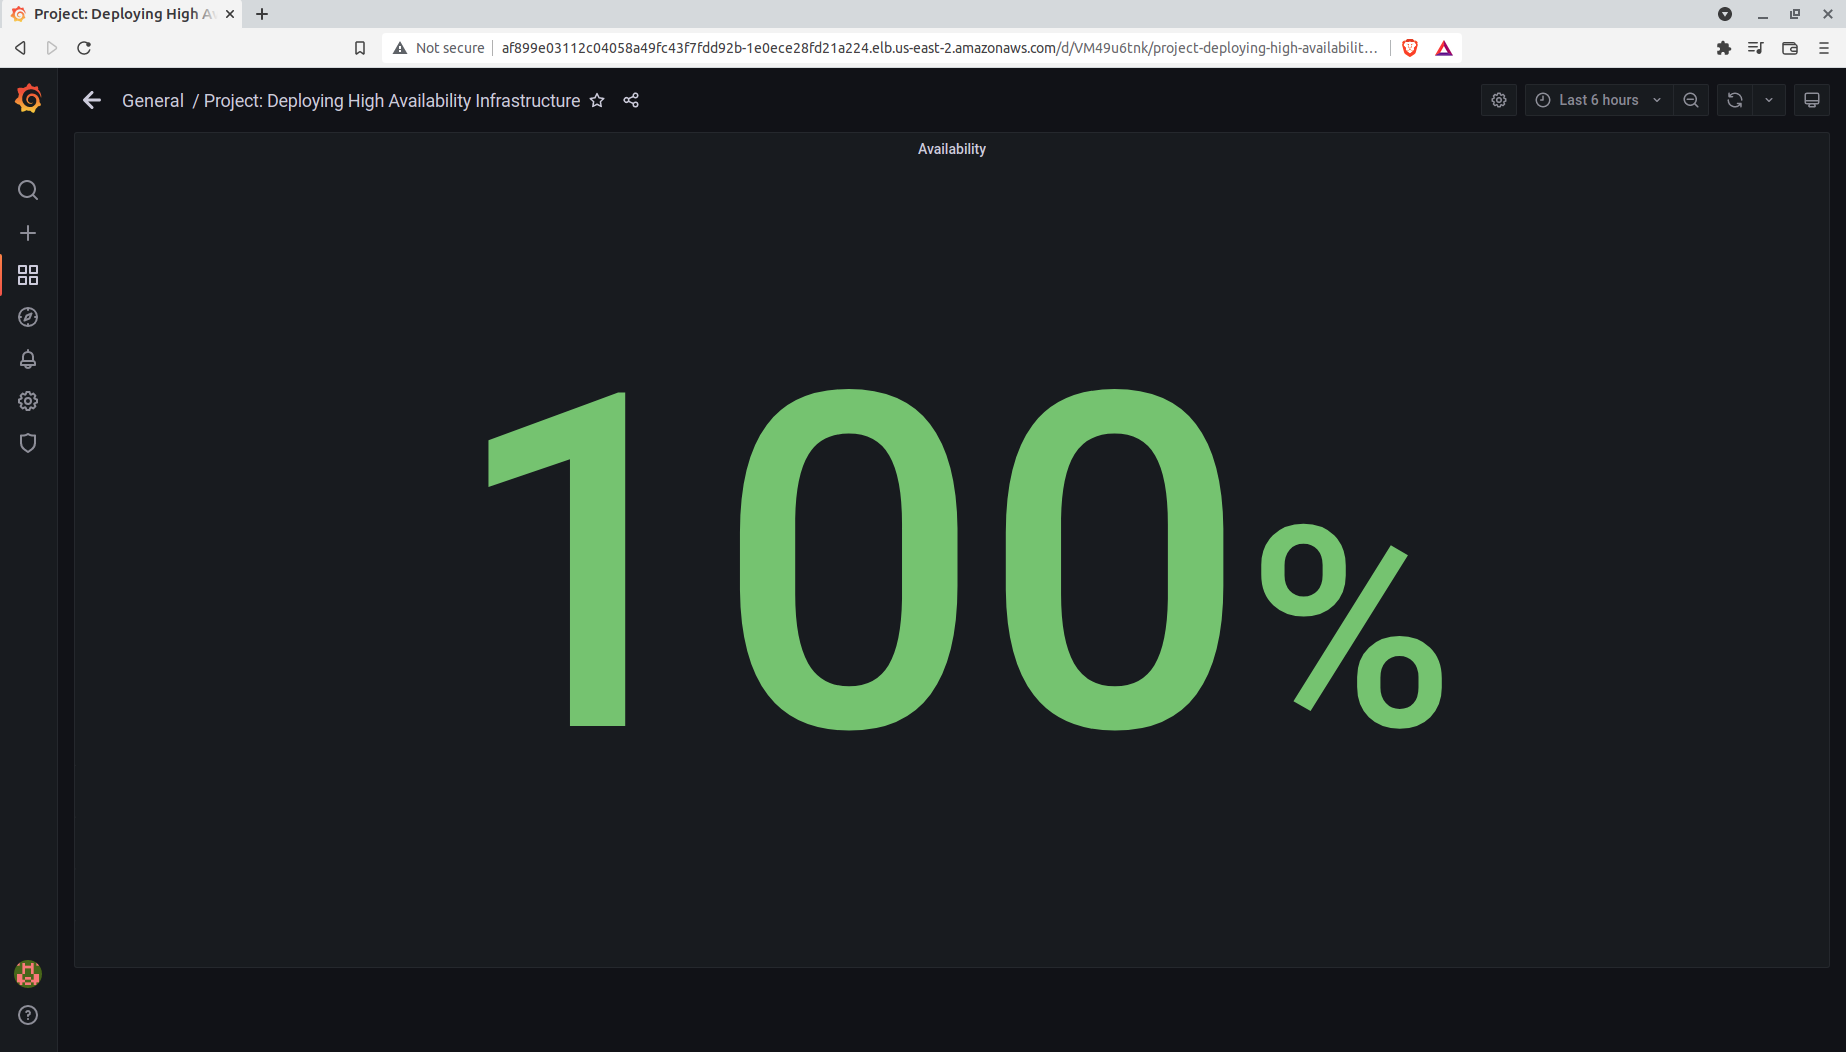 Project: Deploying High A
Not secure
af899e03112c04058a49fc43f7fdd92b-1e0ece28fd21a224.elb.us-east-2.amazonaws.com/d/VM49u6tnk/project-deploying-high-availabilit...
General / Project: Deploying High Availability Infrastructure
Last 6 hours
Availability
100%